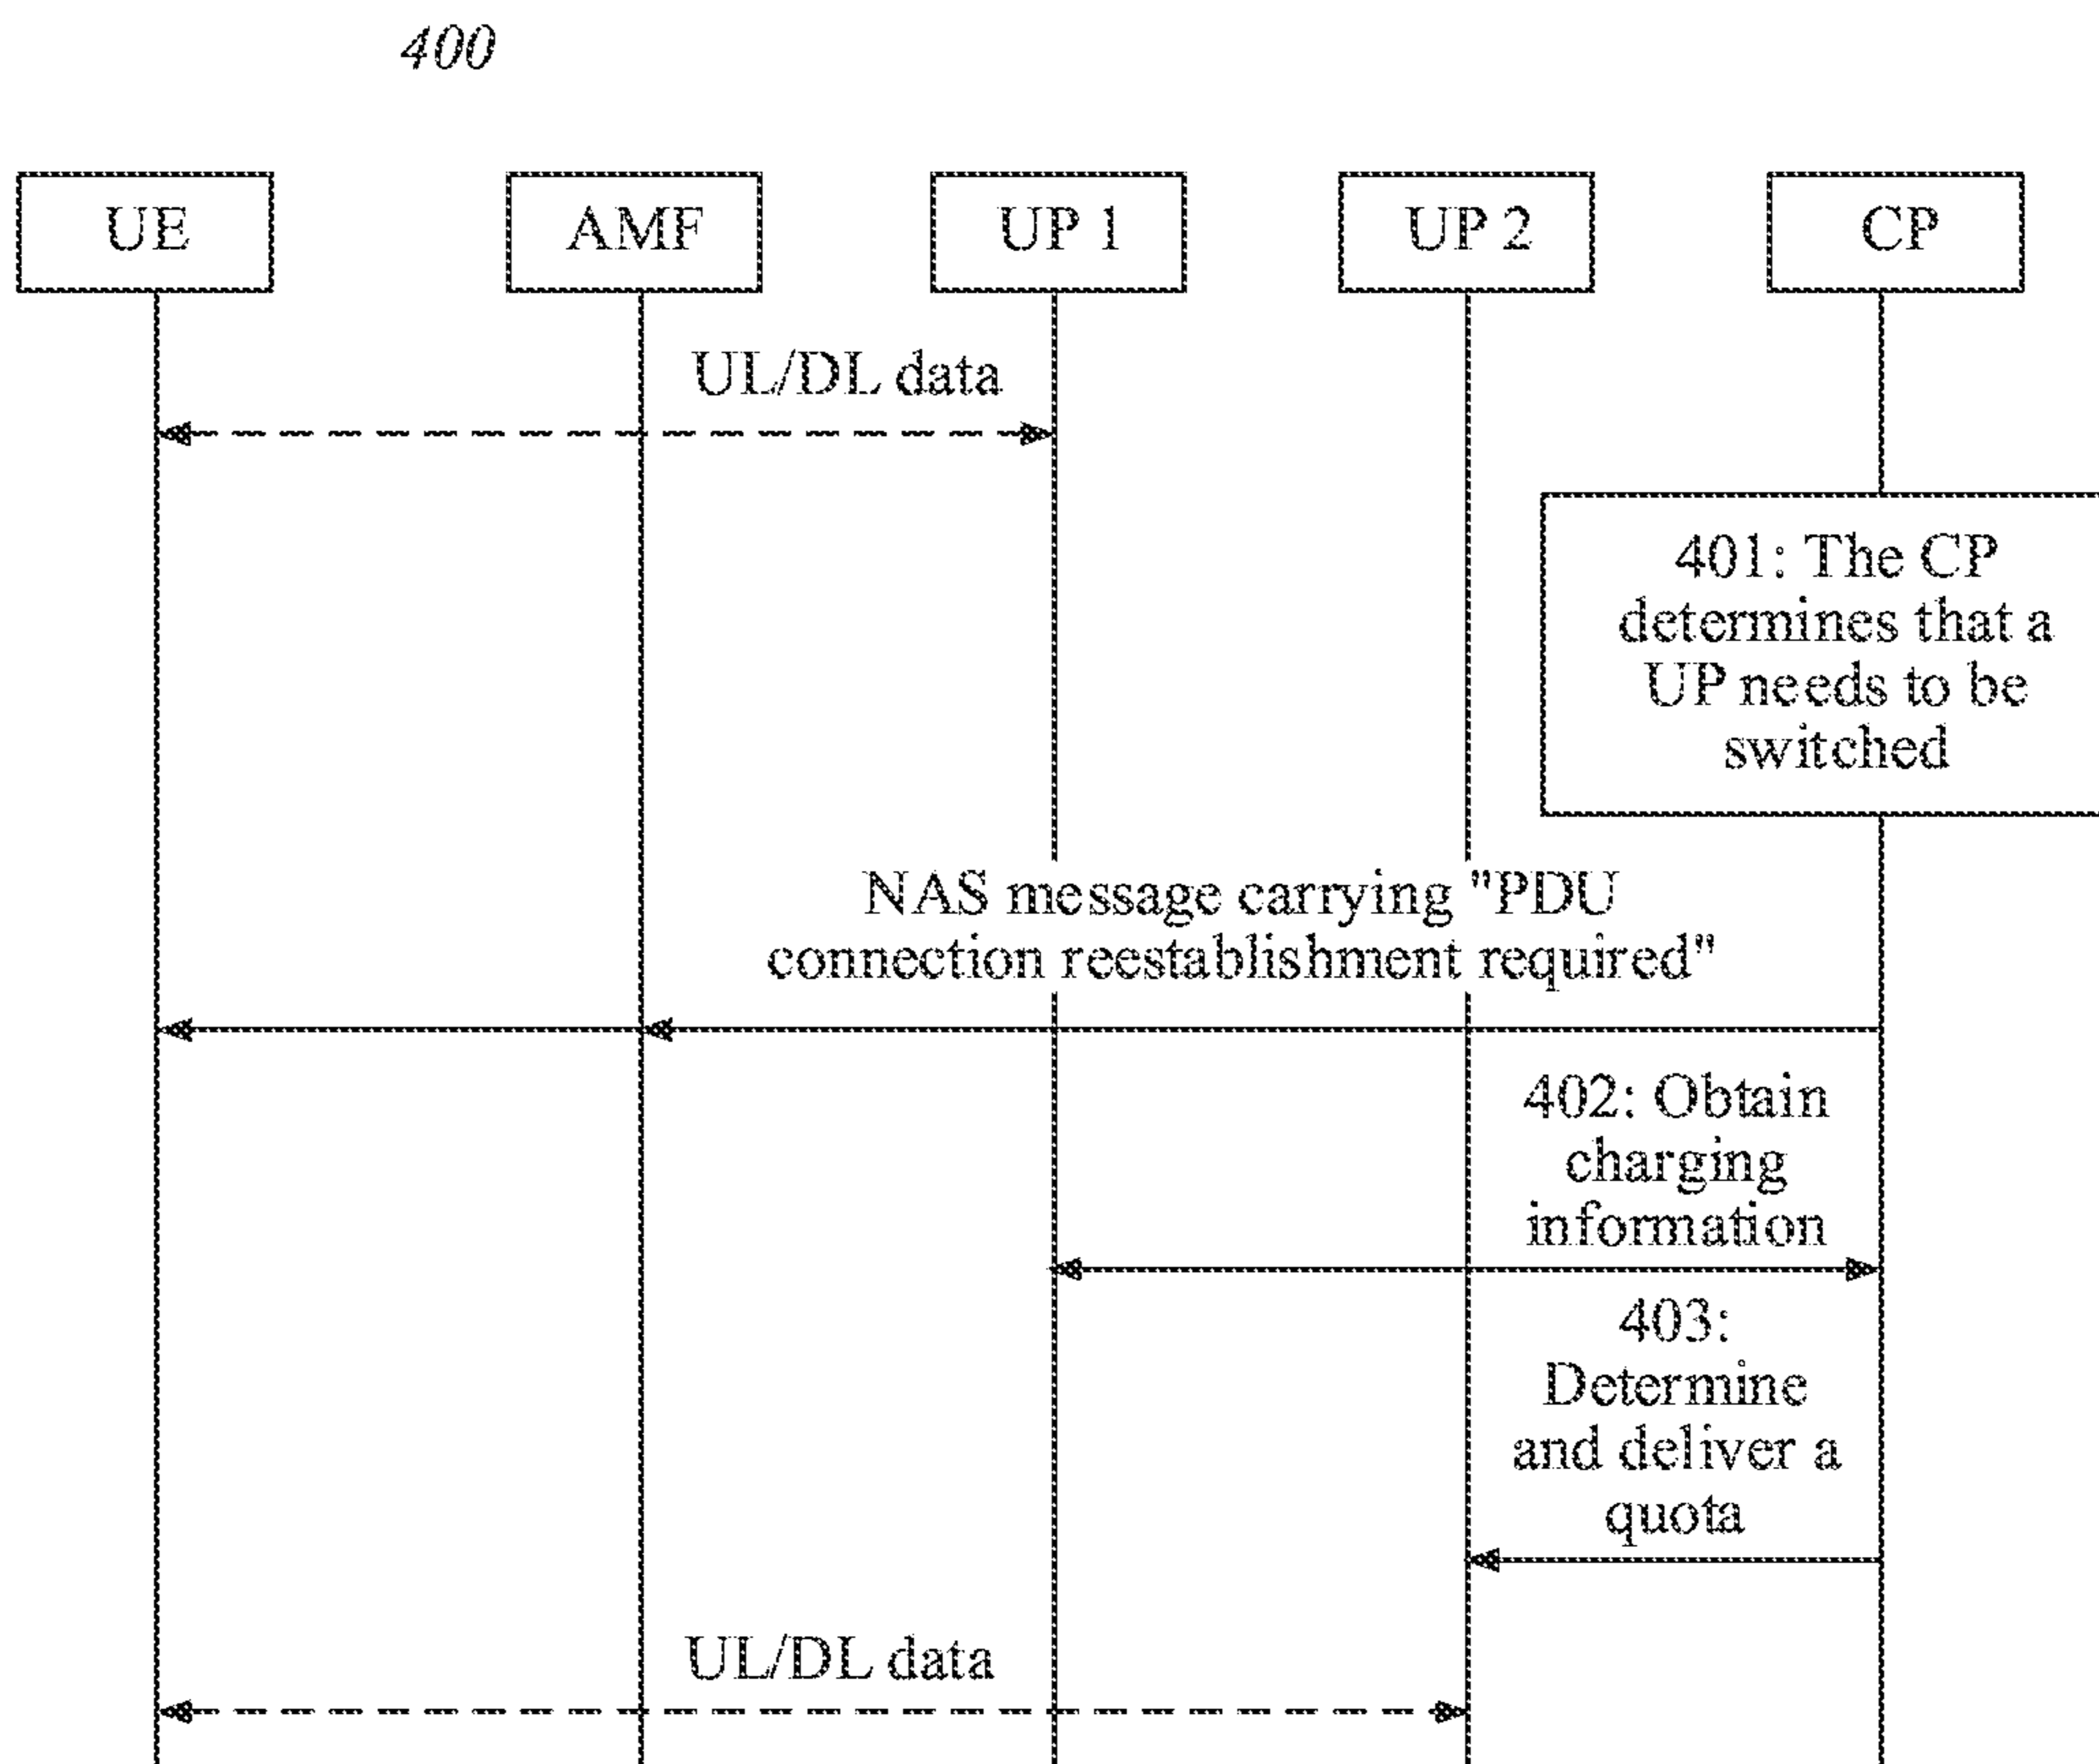 400
UE
AMF
UP 1
UP 2
CP
UL/DL data
401: The CP
determines that a
UP needs to be
switched
NAS message carrying "PDU
connection reestablishment required"
402: Obtain
charging
information
403:
Determine
and deliver a
quota
UL/DL data